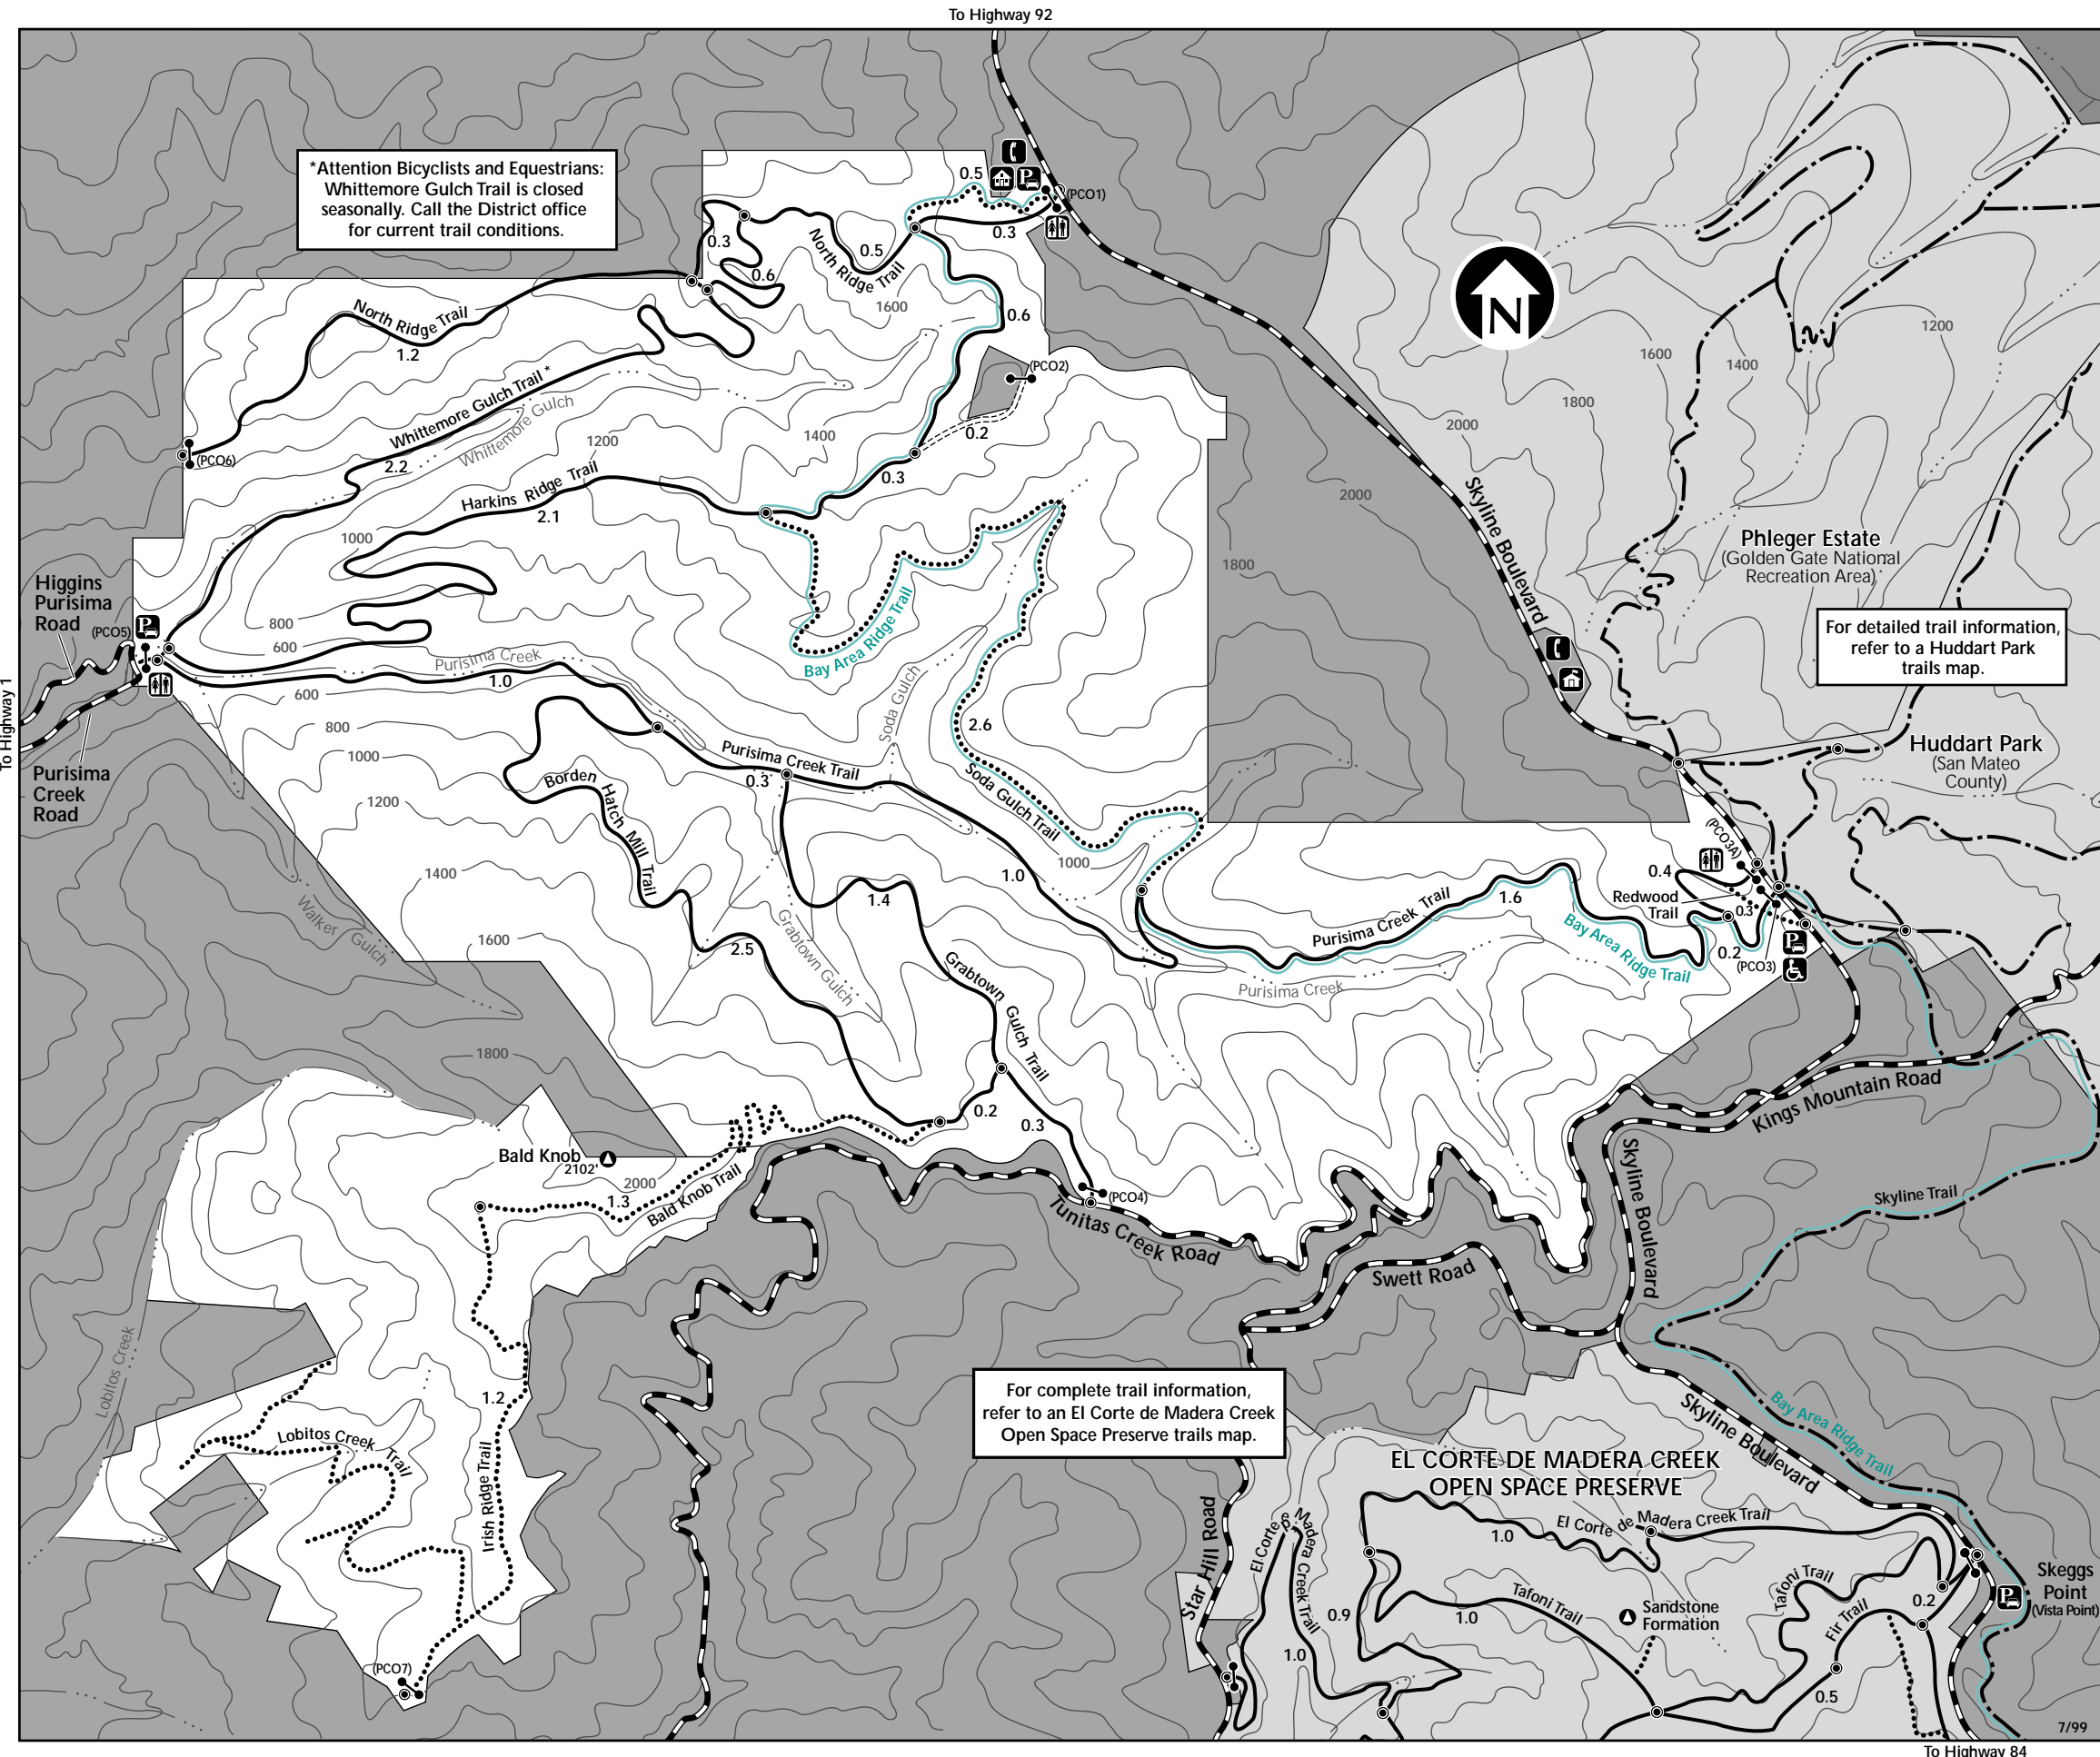 To Highway 92
*Attention Bicyclists and Equestrians:
Whittemore Gulch Trail is closed
seasonally. Call the District office
for current trail conditions.
0.5
P
(PCO1)
0.3
0.3
North Ridge Trail
0.5
0.6
1600
0.6
N
North Ridge Trail
1.2
1200
1600
1400
1800
2000
(PCO2)
0.2
Whittemore Gulch Trail *
Whittemore Gulch
2.2
(PCO6)
1200
1400
0.3
Harkins Ridge Trail
2.1
1000
2000
1800
Skyline Boulevard
Phleger Estate
(Golden Gate National
Recreation Area)
For detailed trail information,
refer to a Huddart Park
trails map.
Higgins
Purisima
Road
(PCO5)
P
800
600
Bay Area Ridge Trail
Purisima Creek
1.0
600
800
1000
1200
To Highway 1
Purisima
Creek
Road
Soda Gulch
2.6
Soda Gulch Trail
Purisima Creek Trail
0.3
Borden
Hatch Mill Trail
Huddart Park
(San Mateo
County)
1000
1.0
1400
1.4
(PCO3A)
0.4
Redwood
Trail
0.3
1.6
Purisima Creek Trail
Bay Area Ridge Trail
0.2
(PCO3)
P
Walker Gulch
1600
2.5
Grabtown Gulch
Grabtown Gulch Trail
Purisima Creek
1800
0.2
0.3
Kings Mountain Road
Bald Knob
2102'
2000
1.3
Bald Knob Trail
(PCO4)
Tunitas Creek Road
Swett Road
Skyline Boulevard
Skyline Trail
Lobitos Creek
1.2
For complete trail information,
refer to an El Corte de Madera Creek
Open Space Preserve trails map.
Skyline Boulevard
Bay Area Ridge Trail
Lobitos Creek Trail
Irish Ridge Trail
EL CORTE DE MADERA CREEK
OPEN SPACE PRESERVE
Star Hill Road
El Corte de Madera Creek Trail
1.0
El Corte de Madera Creek Trail
Tafoni Trail
1.0
0.9
1.0
Sandstone
Formation
Tafoni Trail
Fir Trail
0.2
P
Skeggs
Point
(Vista Point)
0.5
(PCO7)
7/99
To Highway 84